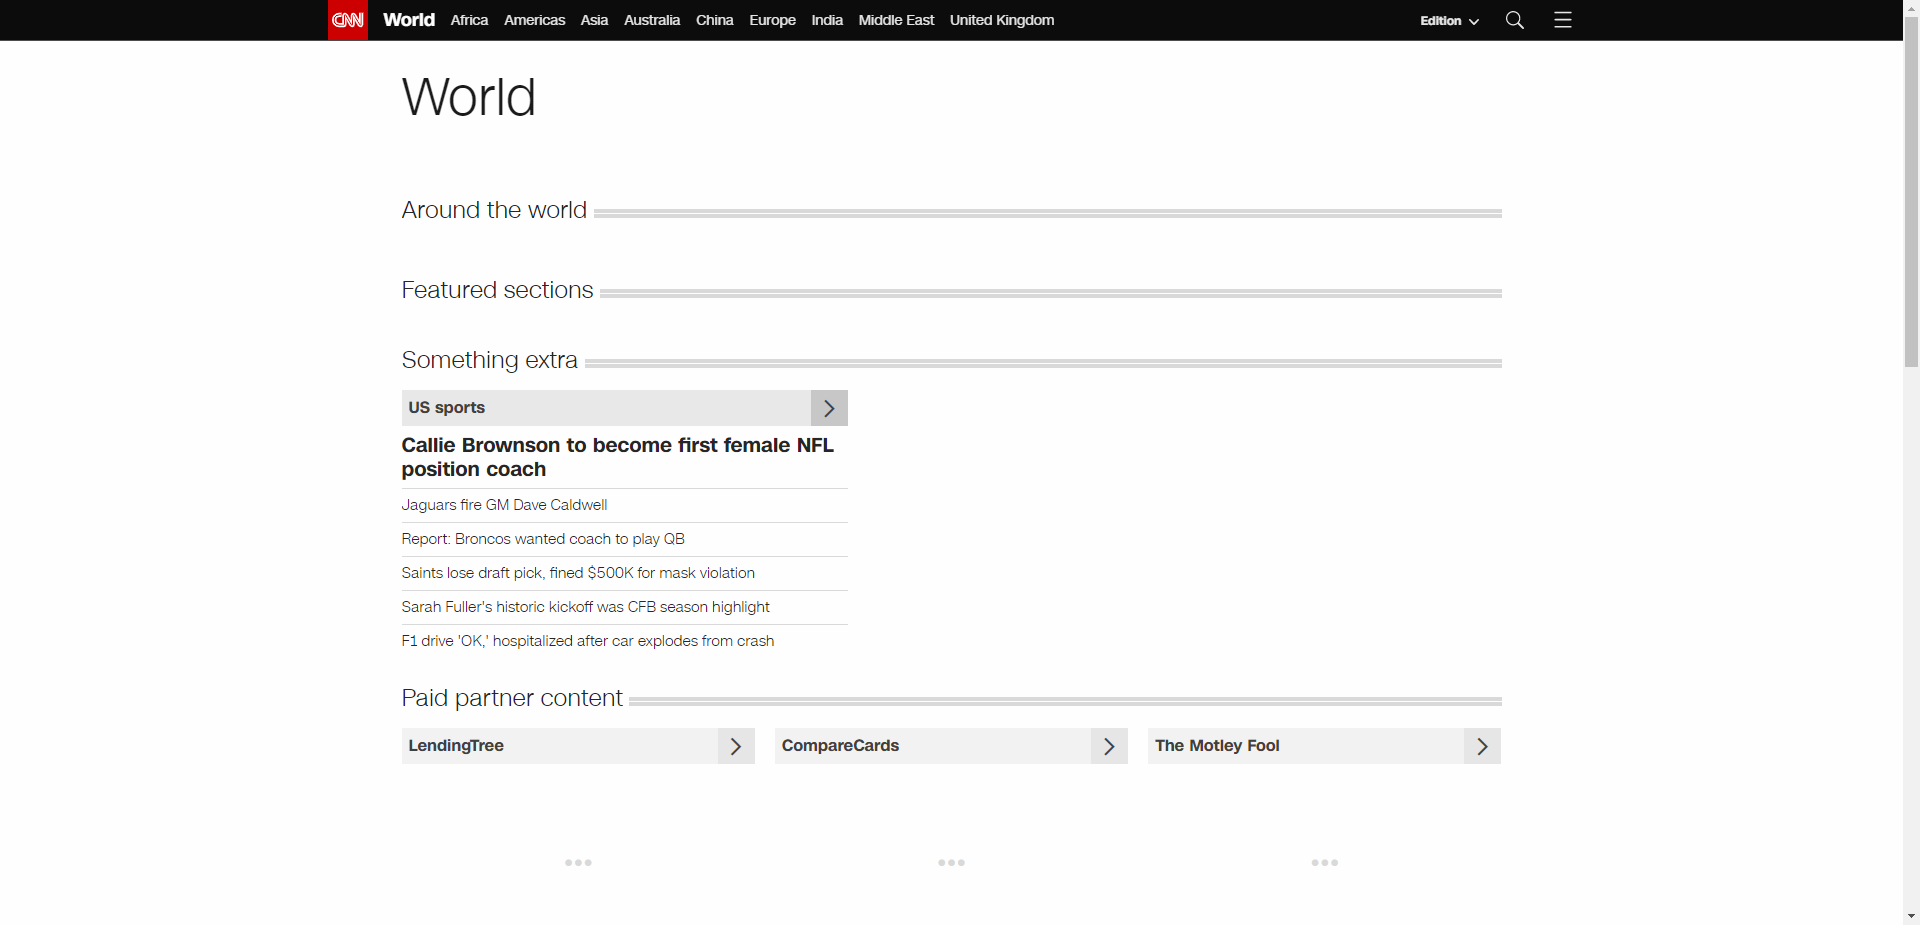 CNN World Africa Americas Asia Australia China Europe India Middle East United Kingdom Edition
World
Around the world
Featured sections
Something extra
US sports
Callie Brownson to become first female NFL
position coach
Jaguars fire GM Dave Caldwell
Report: Broncos wanted coach to play QB
Saints lose draft pick, fined $500K for mask violation
Sarah Fuller's historic kickoff was CFB season highlight
F1 drive 'OK,' hospitalized after car explodes from crash
Paid partner content
LendingTree CompareCards The Motley Fool